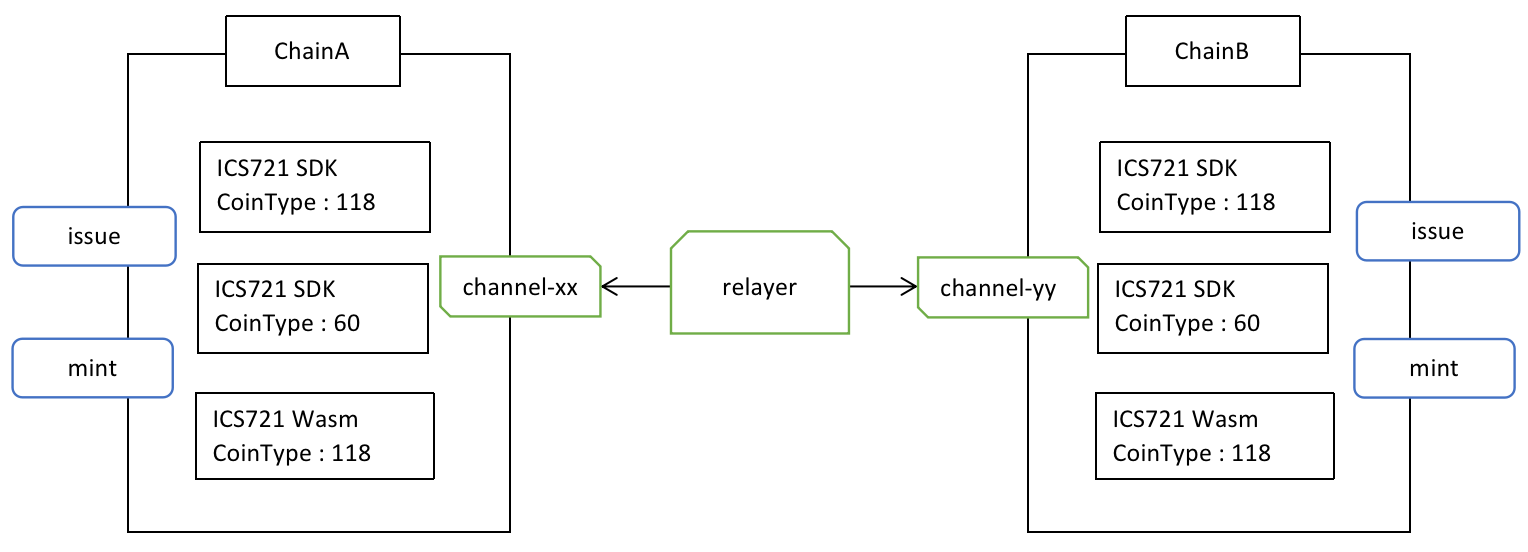 ChainA
ChainB
ICS721 SDK
CoinType : 118
issue
ICS721 SDK
CoinType : 60
mint
ICS721 Wasm
CoinType : 118
channel-xx
relayer
channel-yy
ICS721 SDK
CoinType : 118
issue
ICS721 SDK
CoinType : 60
mint
ICS721 Wasm
CoinType : 118